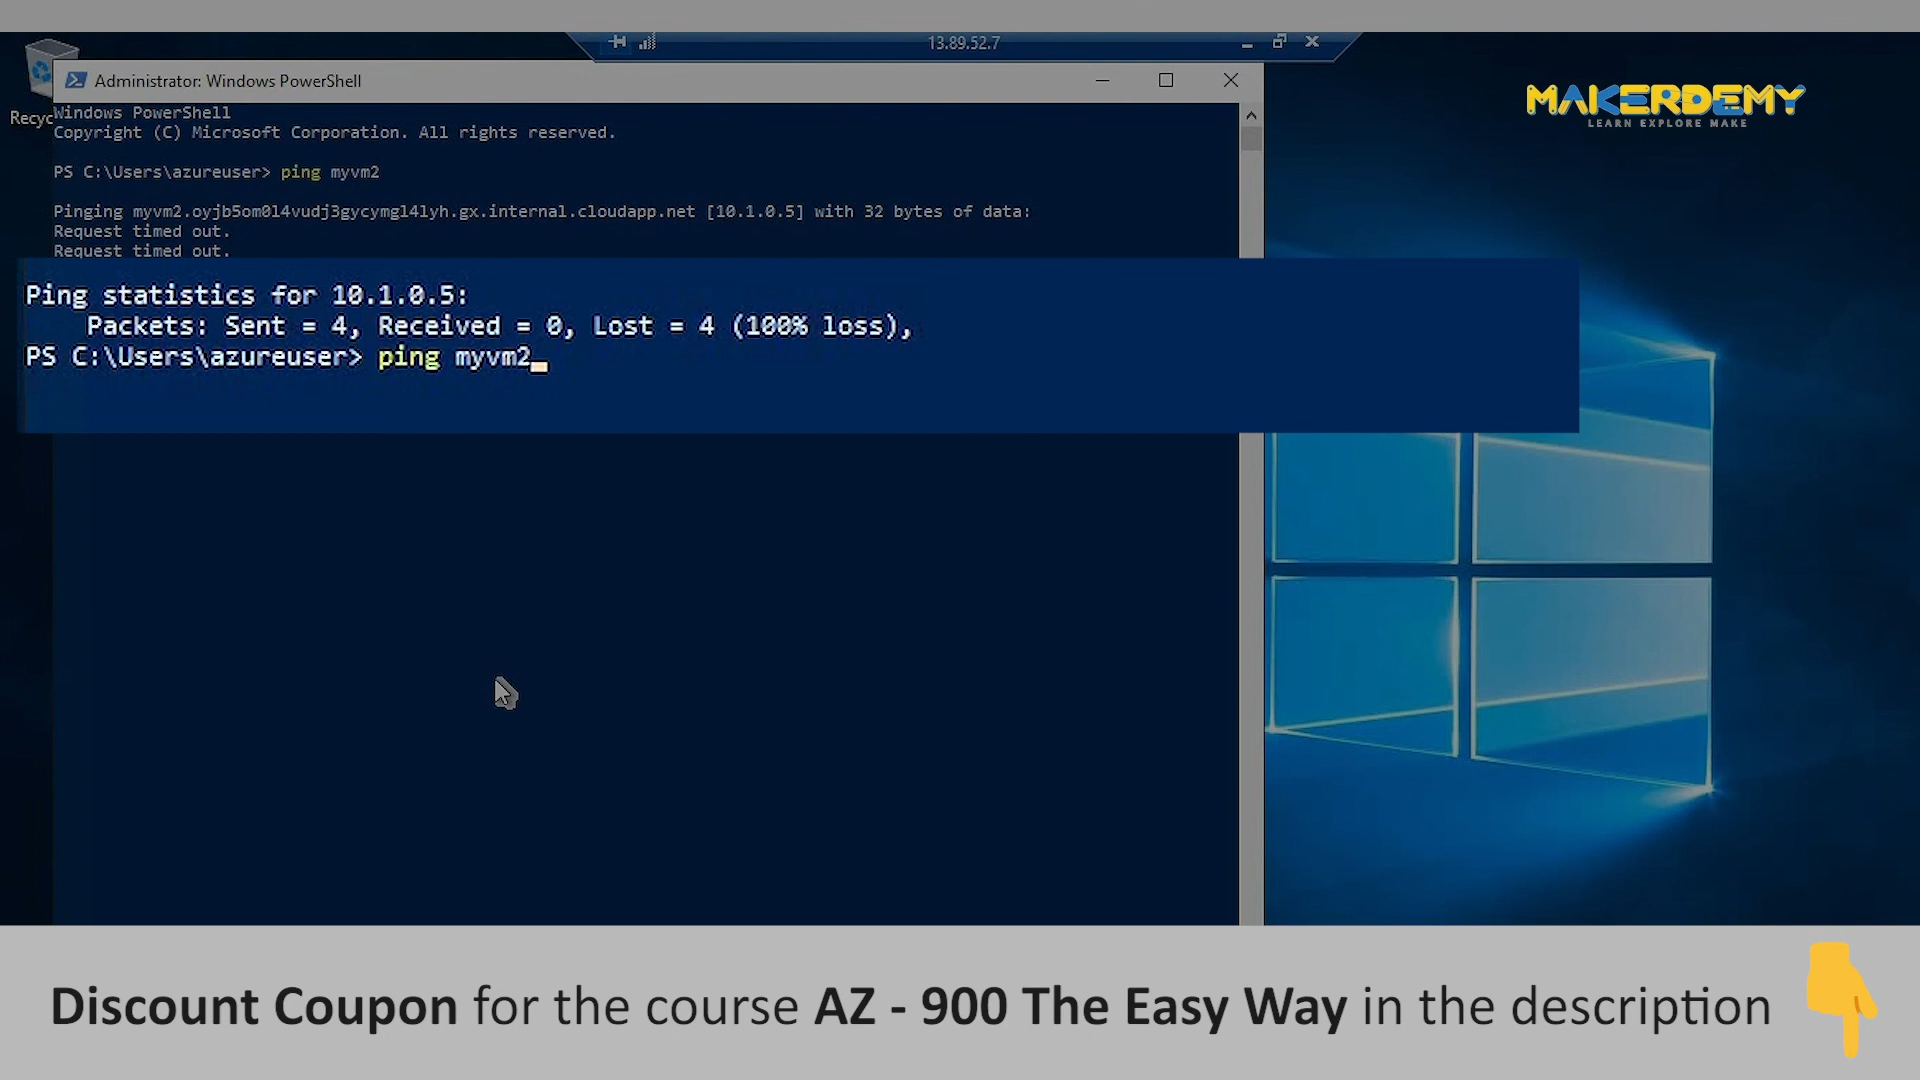 13.89.52.7
Administrator: Windows PowerShell
MAKERDEMY
LEARN EXPLORE MAKE
Recyc
Windows PowerShell
Copyright (C) Microsoft Corporation. All rights reserved.
PS C:\Users\azureuser> ping myvm2
Pinging myvm2.oyjb5om0l4vudj3gycymgl4lyh.gx.internal.cloudapp.net [10.1.0.5] with 32 bytes of data:
Request timed out.
Request timed out.
Ping statistics for 10.1.0.5:
Packets: Sent = 4, Received = 0, Lost = 4 (100% loss),
PS C:\Users\azureuser> ping myvm2_
Discount Coupon for the course AZ - 900 The Easy Way in the description